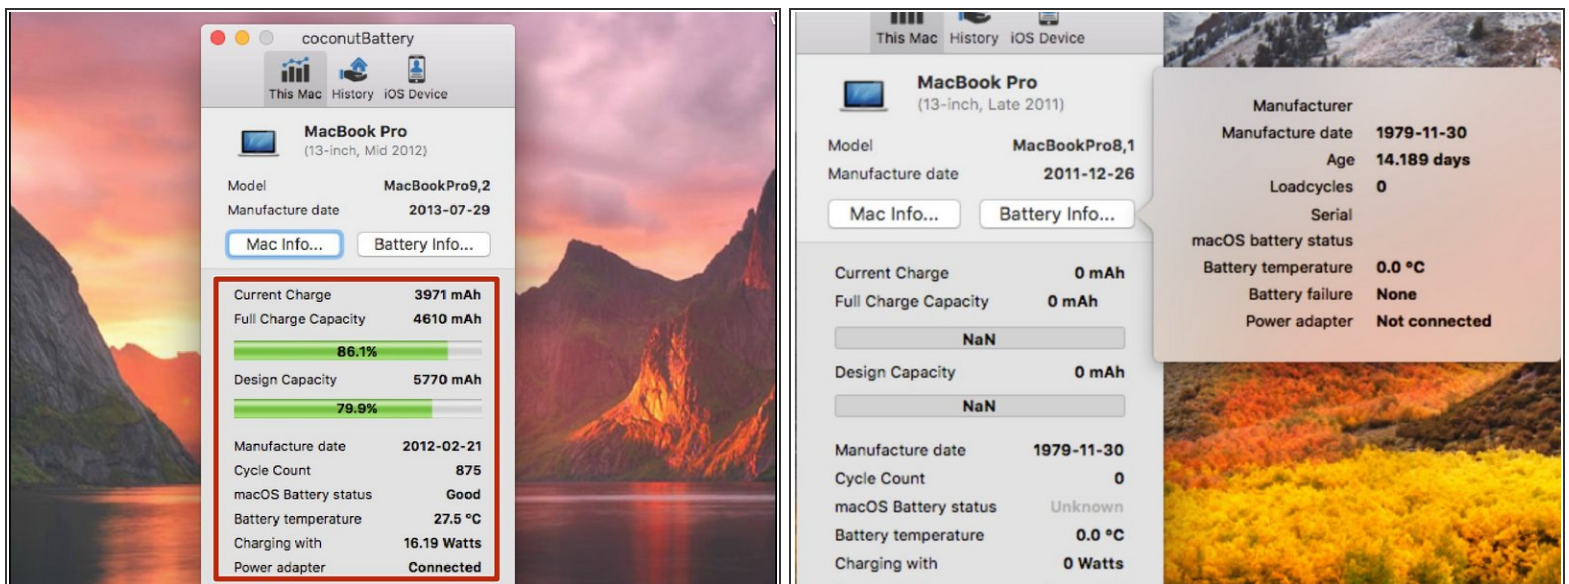 coconutBattery
This Mac History iOS Device
MacBook Pro
(13-inch, Mid 2012)
Model MacBookPro9,2
Manufacture date 2013-07-29
Mac Info... Battery Info...
Current Charge 3971 mAh
Full Charge Capacity 4610 mAh
86.1%
Design Capacity 5770 mAh
79.9%
Manufacture date 2012-02-21
Cycle Count 875
macOS Battery status Good
Battery temperature 27.5 °C
Charging with 16.19 Watts
Power adapter Connected
This Mac History iOS Device
MacBook Pro
(13-inch, Late 2011)
Model MacBookPro8,1
Manufacture date 2011-12-26
Mac Info... Battery Info...
Current Charge 0 mAh
Full Charge Capacity 0 mAh
NaN
Design Capacity 0 mAh
NaN
Manufacture date 1979-11-30
Cycle Count 0
macOS Battery status Unknown
Battery temperature 0.0 °C
Charging with 0 Watts
Manufacturer
Manufacture date 1979-11-30
Age 14.189 days
Loadcycles 0
Serial
macOS battery status
Battery temperature 0.0 °C
Battery failure None
Power adapter Not connected